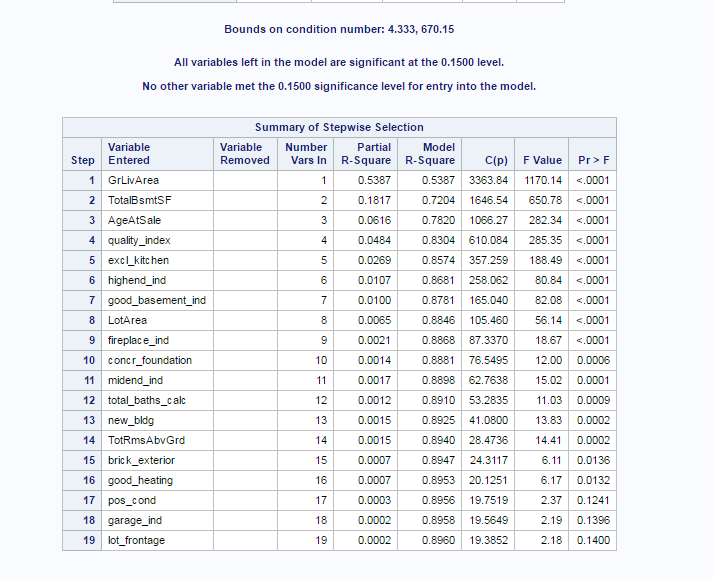 Bounds on condition number: 4.333, 670.15
All variables left in the model are significant at the 0.1500 level.
No other variable met the 0.1500 significance level for entry into the model.
Summary of Stepwise Selection
Step Variable Entered Variable Removed Number Vars In Partial R-Square Model R-Square C(p) F Value Pr > F
1 GrLivArea 1 0.5387 0.5387 3363.84 1170.14 <.0001
2 TotalBsmtSF 2 0.1817 0.7204 1646.54 650.78 <.0001
3 AgeAtSale 3 0.0616 0.7820 1066.27 282.34 <.0001
4 quality_index 4 0.0484 0.8304 610.084 285.35 <.0001
5 excl_kitchen 5 0.0269 0.8574 357.259 188.49 <.0001
6 highend_ind 6 0.0107 0.8681 258.062 80.84 <.0001
7 good_basement_ind 7 0.0100 0.8781 165.040 82.08 <.0001
8 LotArea 8 0.0065 0.8846 105.460 56.14 <.0001
9 fireplace_ind 9 0.0021 0.8868 87.3370 18.67 <.0001
10 concr_foundation 10 0.0014 0.8881 76.5495 12.00 0.0006
11 midend_ind 11 0.0017 0.8898 62.7638 15.02 0.0001
12 total_baths_calc 12 0.0012 0.8910 53.2835 11.03 0.0009
13 new_bldg 13 0.0015 0.8925 41.0800 13.83 0.0002
14 TotRmsAbvGrd 14 0.0015 0.8940 28.4736 14.41 0.0002
15 brick_exterior 15 0.0007 0.8947 24.3117 6.11 0.0136
16 good_heating 16 0.0007 0.8953 20.1251 6.17 0.0132
17 pos_cond 17 0.0003 0.8956 19.7519 2.37 0.1241
18 garage_ind 18 0.0002 0.8958 19.5649 2.19 0.1396
19 lot_frontage 19 0.0002 0.8960 19.3852 2.18 0.1400